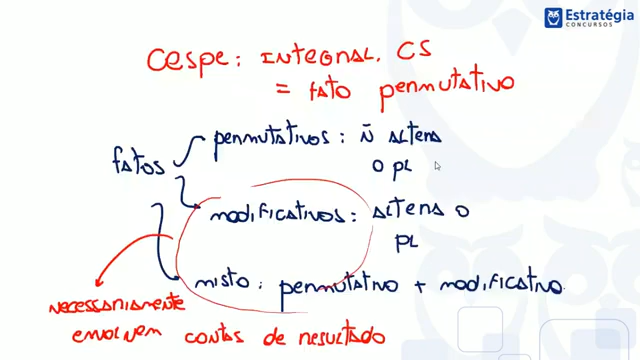 Estratégia
CONCURSOS
Cespe: INTEGRAL. CS
= fato permutativo
fatos
permutativos: ñ altera
o pl
modificativos: altera o
pl
misto: permutativo + modificativo.
necessariamente
envolvem contas de resultado